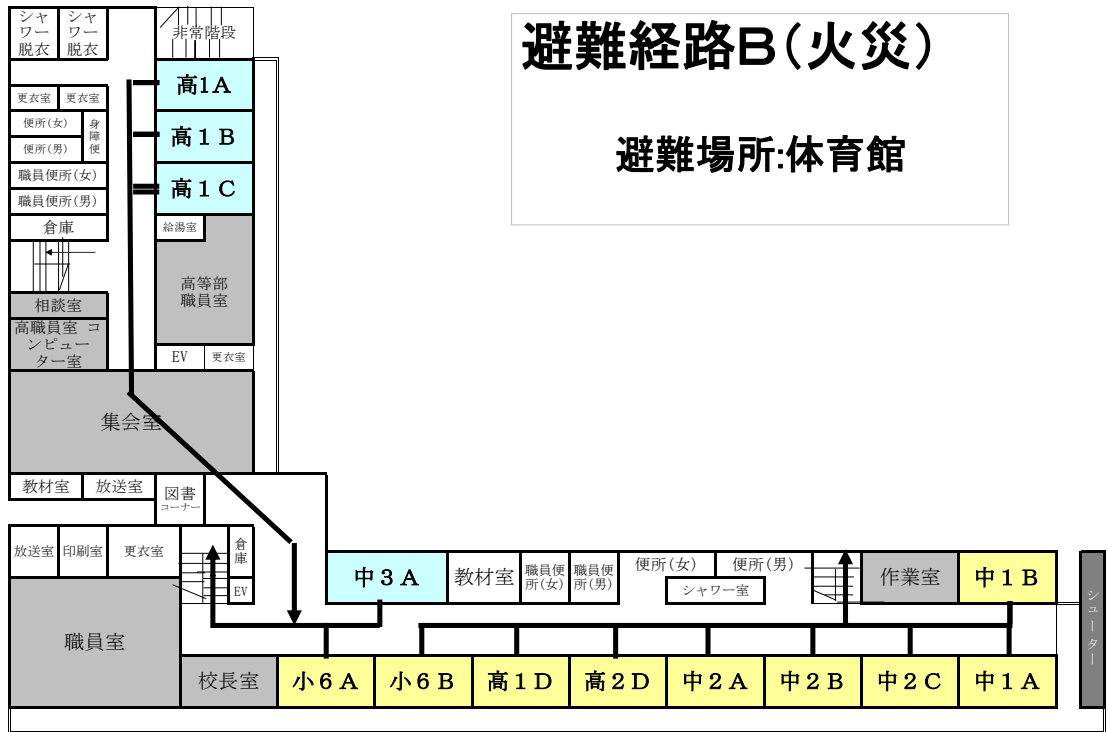 避難経路B（火災）
避難場所:体育館
シャ
ワー
脱衣
シャ
ワー
脱衣
非常階段
高1A
更衣室
更衣室
便所(女)
身
障
便
高１B
便所(男)
職員便所(女)
高１C
職員便所(男)
倉庫
給湯室
高等部
職員室
相談室
高職員室 コ
ンピュー
ター室
EV
更衣室
集会室
教材室
放送室
図書
コーナー
放送室
印刷室
更衣室
倉
庫
EV
中３A
教材室
職員便
所(女)
職員便
所(男)
便所(女)
便所(男)
シャワー室
作業室
中１B
シューター
職員室
校長室
小６A
小６B
高１D
高２D
中２A
中２B
中２C
中１A